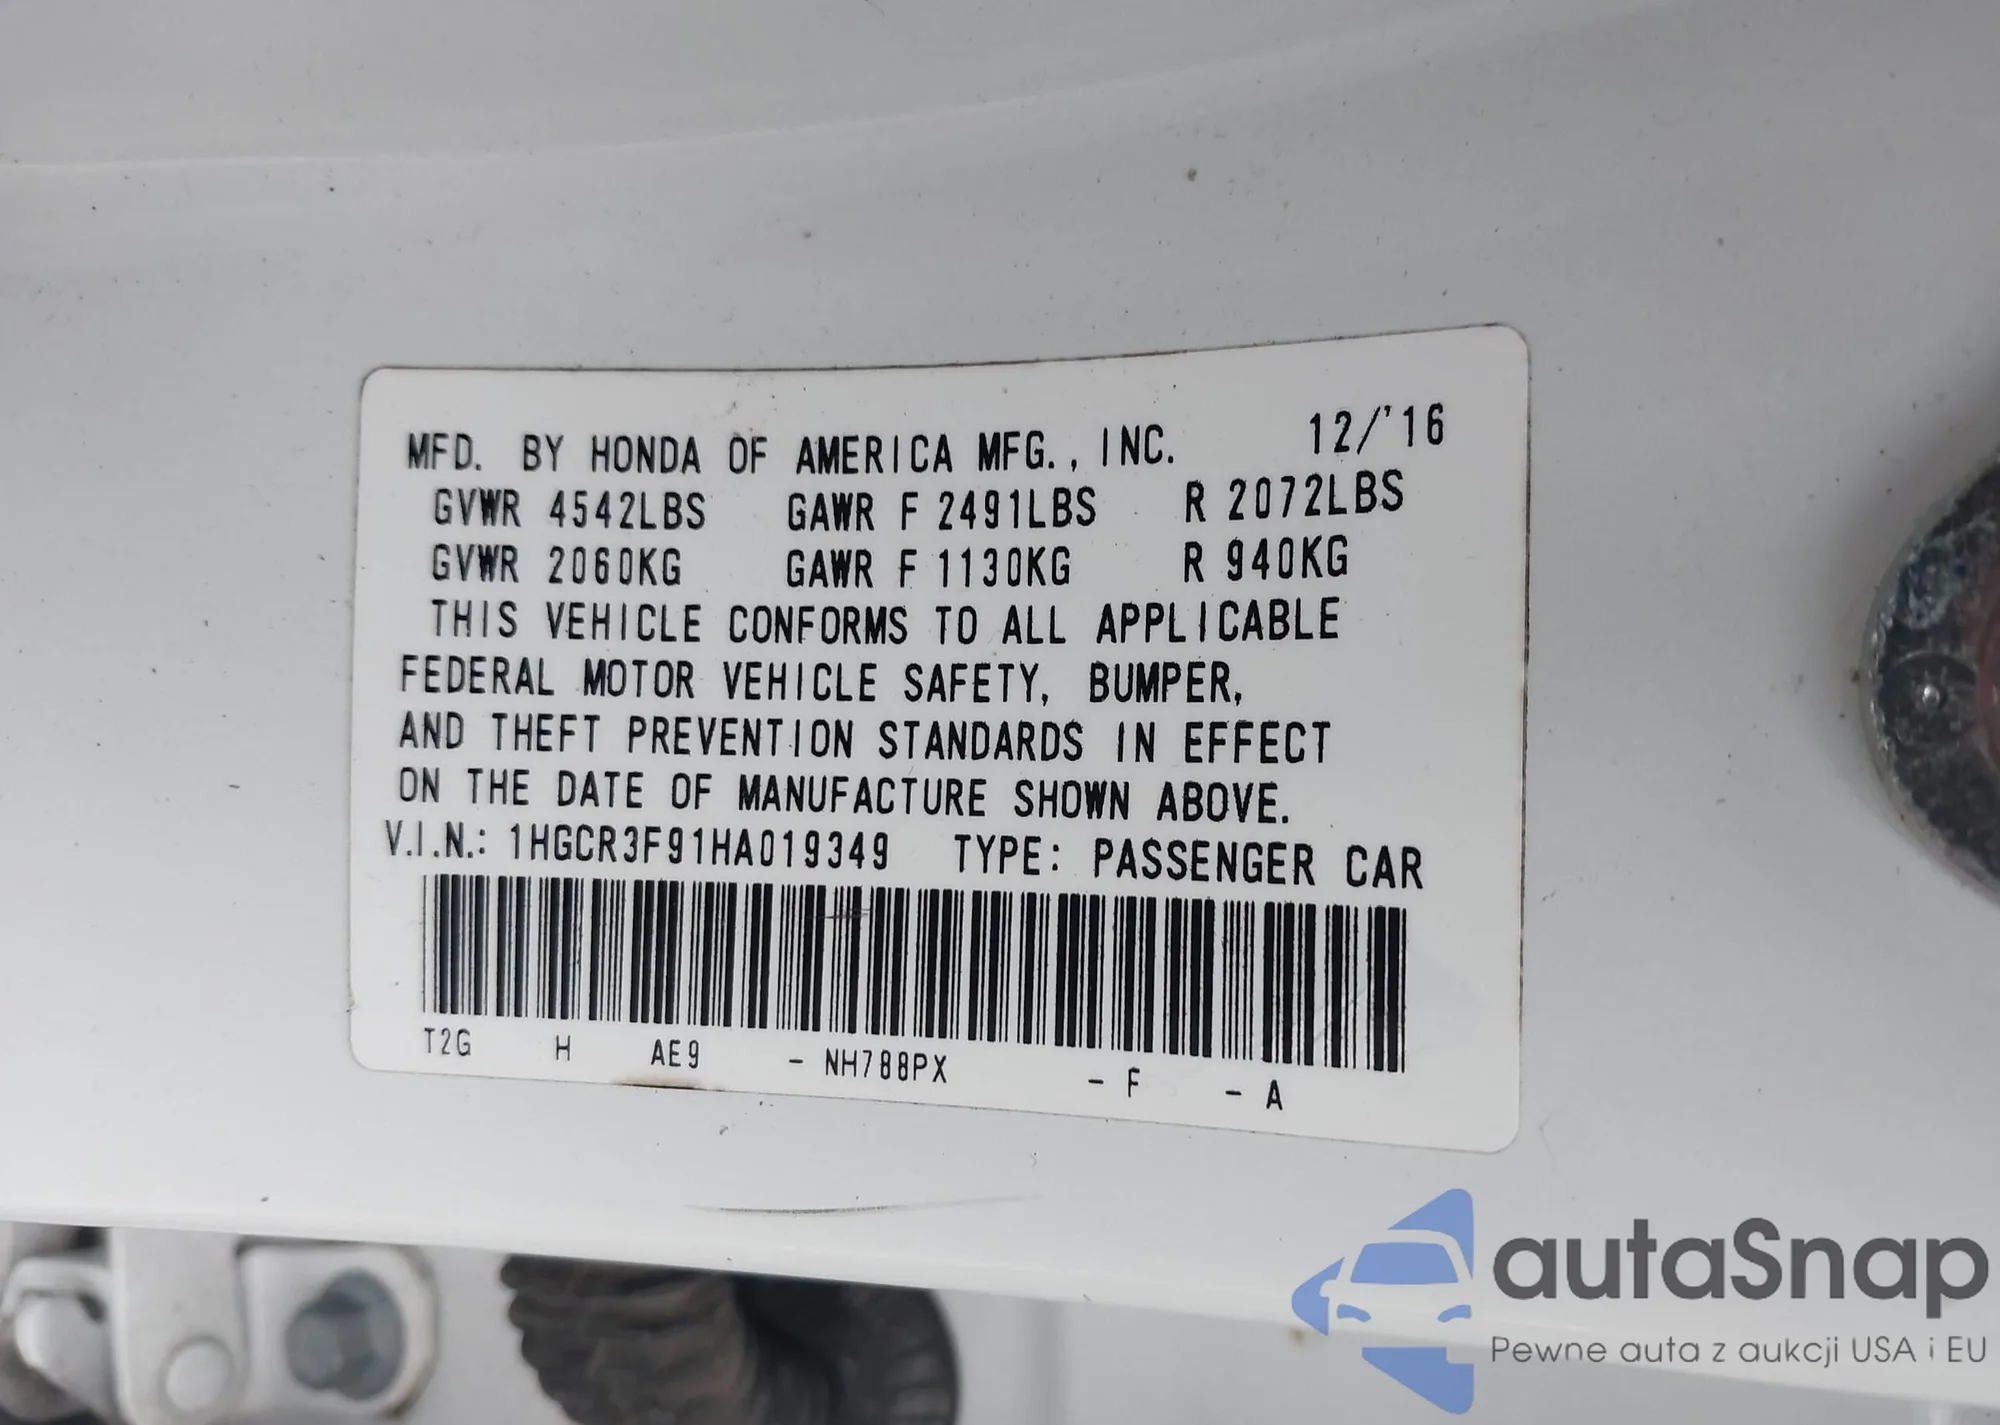 MFD. BY HONDA OF AMERICA MFG., INC. 12/'16
GVWR 4542LBS GAWR F 2491LBS R 2072LBS
GVWR 2060KG GAWR F 1130KG R 940KG
THIS VEHICLE CONFORMS TO ALL APPLICABLE
FEDERAL MOTOR VEHICLE SAFETY, BUMPER,
AND THEFT PREVENTION STANDARDS IN EFFECT
ON THE DATE OF MANUFACTURE SHOWN ABOVE.
V.I.N.: 1HGCR3F91HA019349 TYPE: PASSENGER CAR
T2G H AE9 - NH788PX - F - A
autaSnap
Pewne auta z aukcji USA i EU